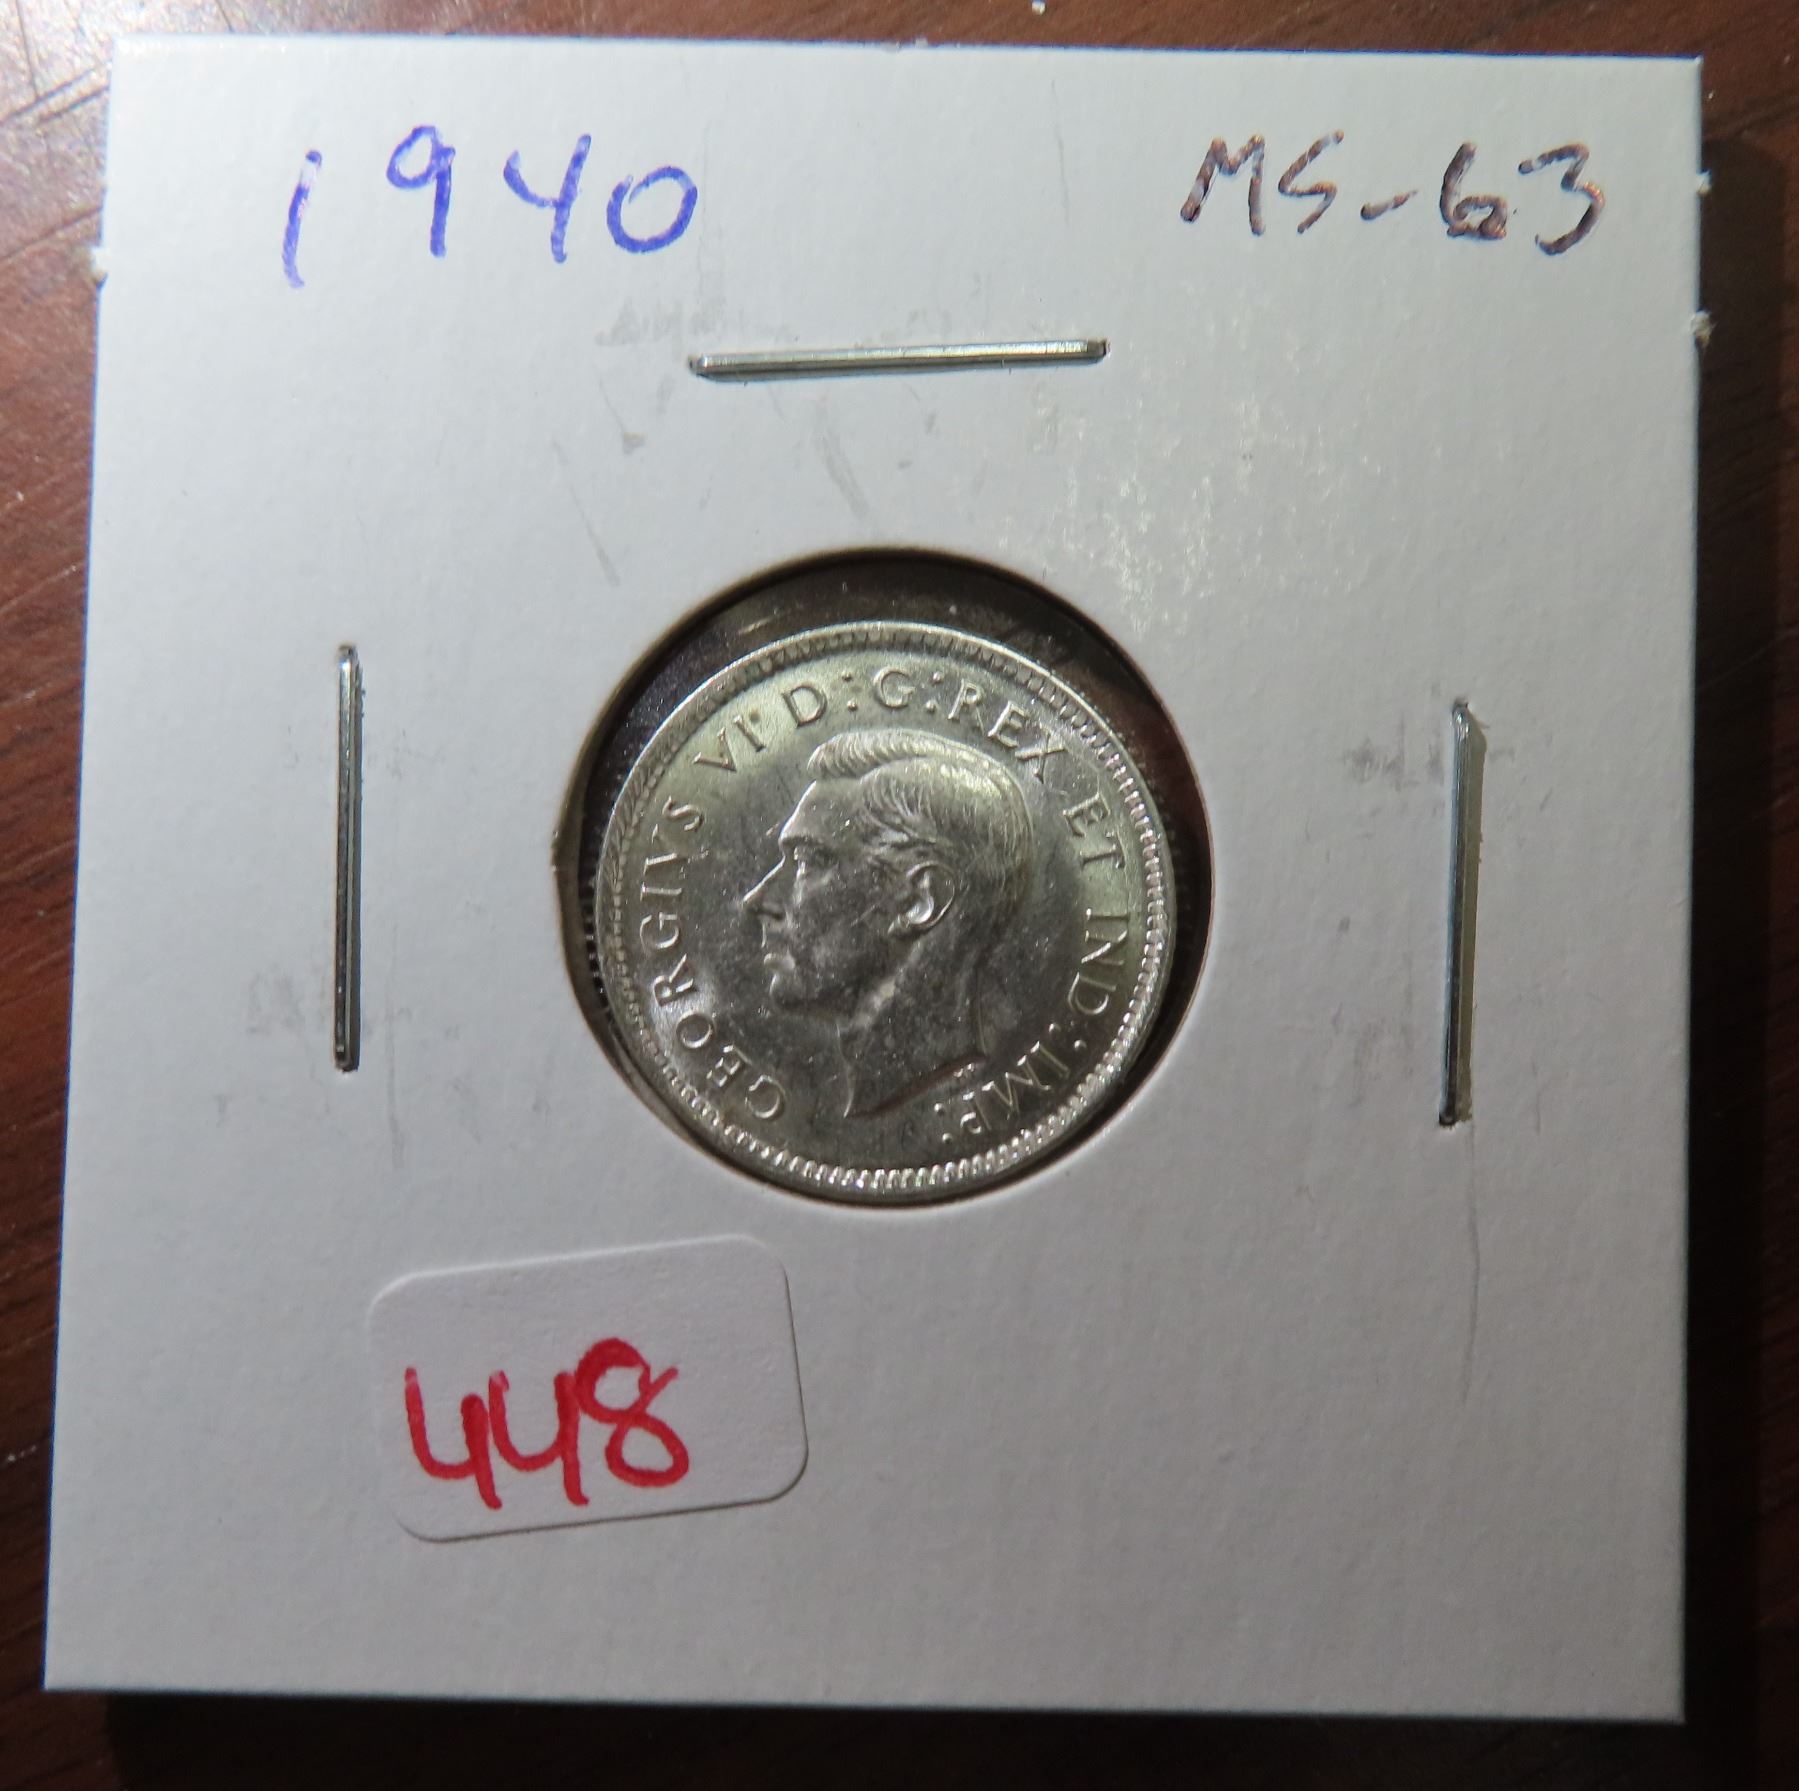 1940 MS-63
GEORGIVS VI D:G:REX ET IND:IMP:
448